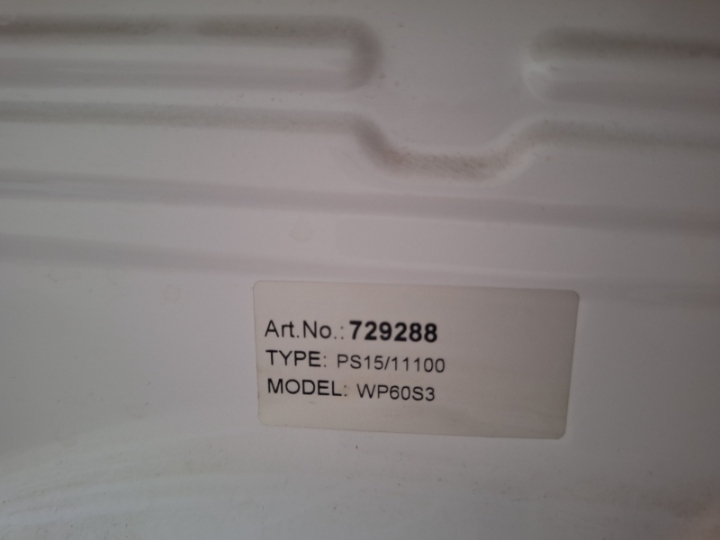 Art.No.: 729288
TYPE: PS15/11100
MODEL: WP60S3